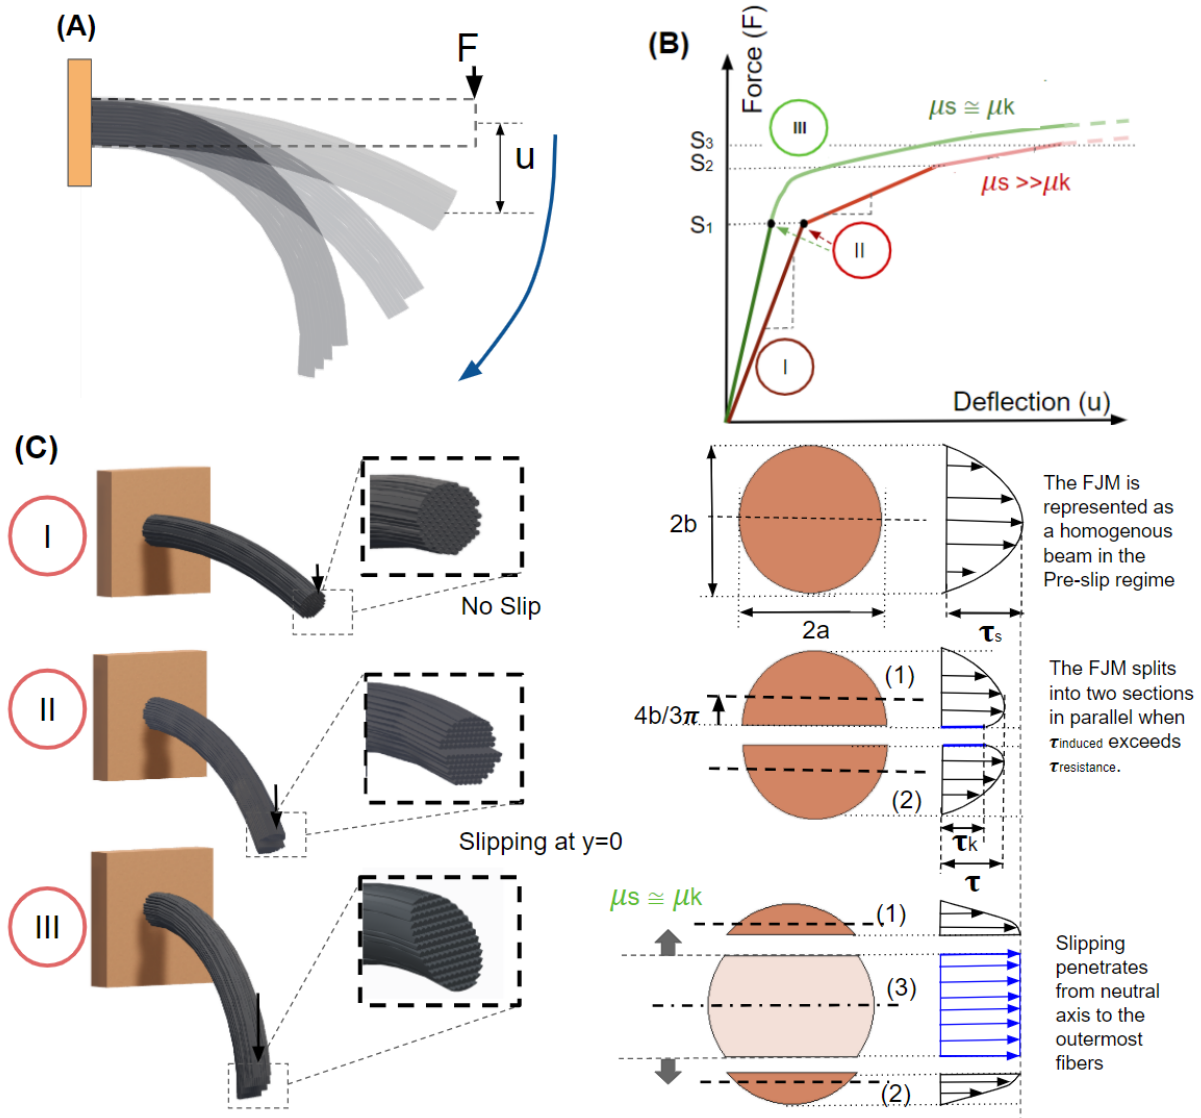 (A)
F
u
(B)
Force (F)
III
μs ≅ μk
S3
S2
μs >>μk
S1
II
I
Deflection (u)
(C)
I
No Slip
2b
2a
τs
The FJM is
represented as
a homogenous
beam in the
Pre-slip regime
II
Slipping at y=0
(1)
4b/3π
(2)
τk
τ
The FJM splits
into two sections
in parallel when
τinduced exceeds
τresistance.
III
μs ≅ μk
(1)
(3)
(2)
Slipping
penetrates
from neutral
axis to the
outermost
fibers